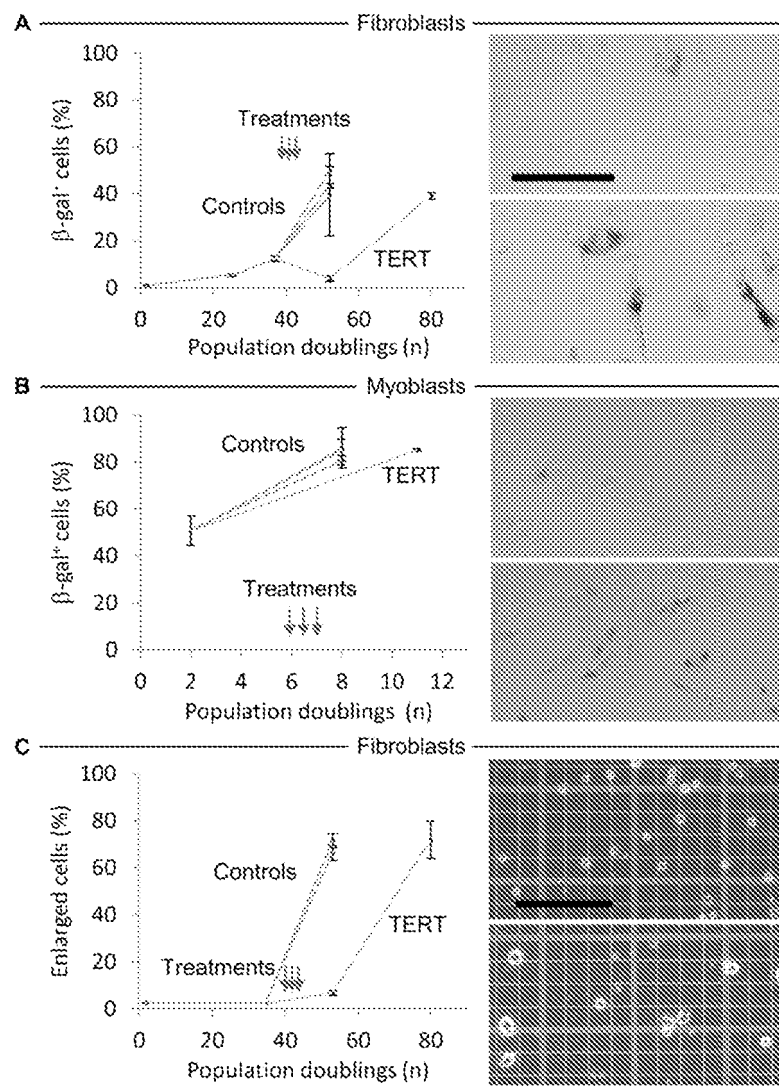 A Fibroblasts
β-gal⁺ cells (%)
100
80
60
40
20
0
Treatments
Controls
TERT
0 20 40 60 80
Population doublings (n)
B Myoblasts
β-gal⁺ cells (%)
100
80
60
40
20
0
Controls
TERT
Treatments
0 2 4 6 8 10 12
Population doublings (n)
C Fibroblasts
Enlarged cells (%)
100
80
60
40
20
0
Controls
TERT
Treatments
0 20 40 60 80
Population doublings (n)